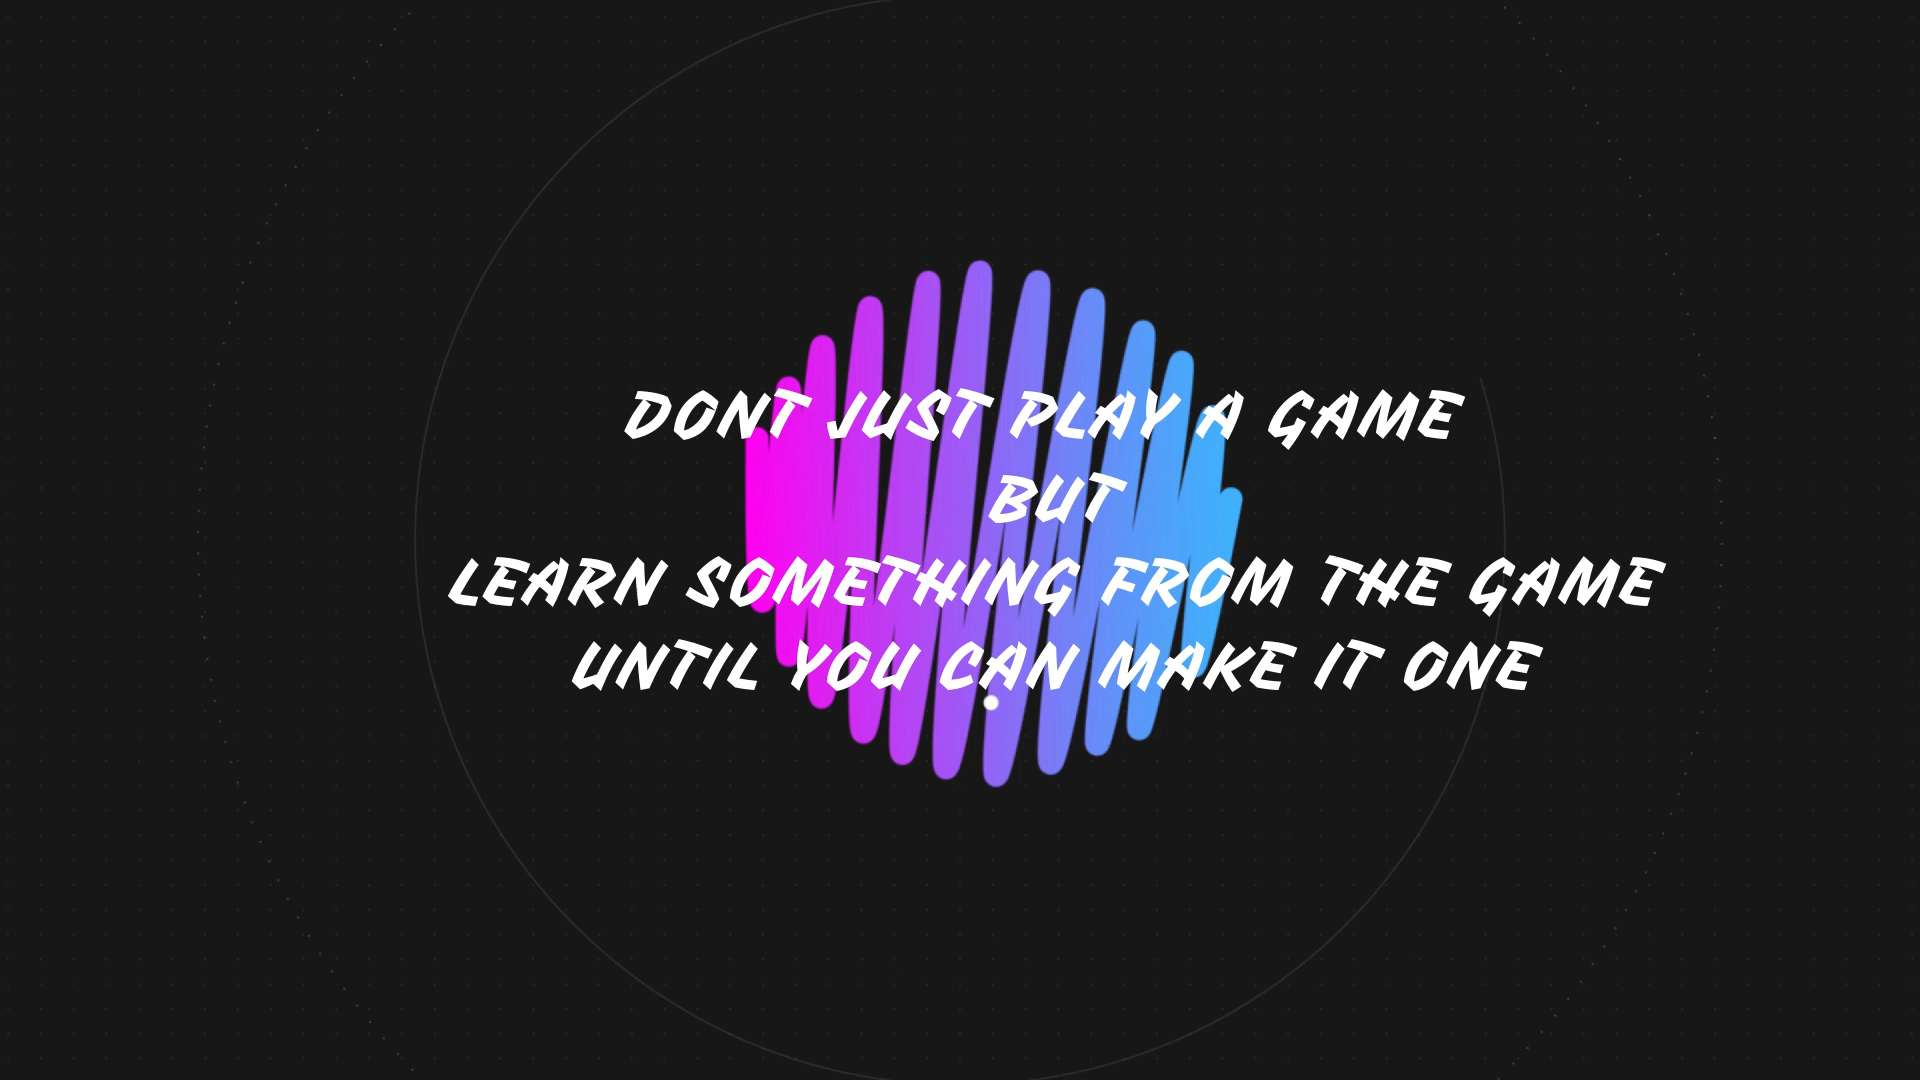 DONT JUST PLAY A GAME
BUT
LEARN SOMETHING FROM THE GAME
UNTIL YOU CAN MAKE IT ONE